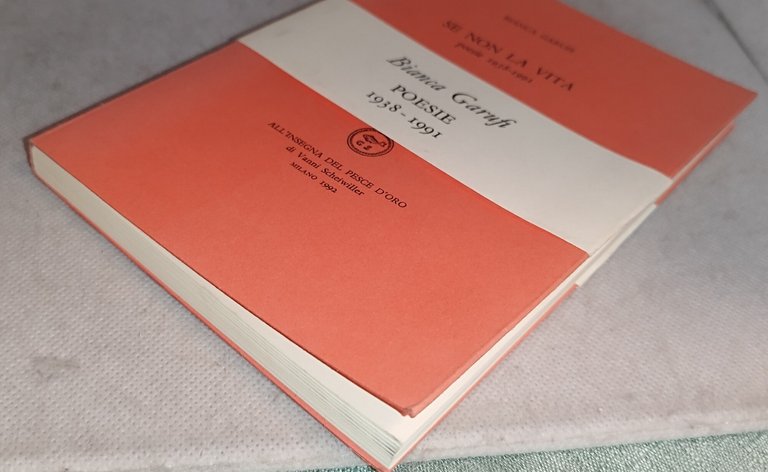 BIANCA GARUFI
SE NON LA VITA
poesie 1938-1991
Bianca Garufi
POESIE
1938-1991
GS
ALL'INSEGNA DEL PESCE D'ORO
di Vanni Scheiwiller
MILANO 1992